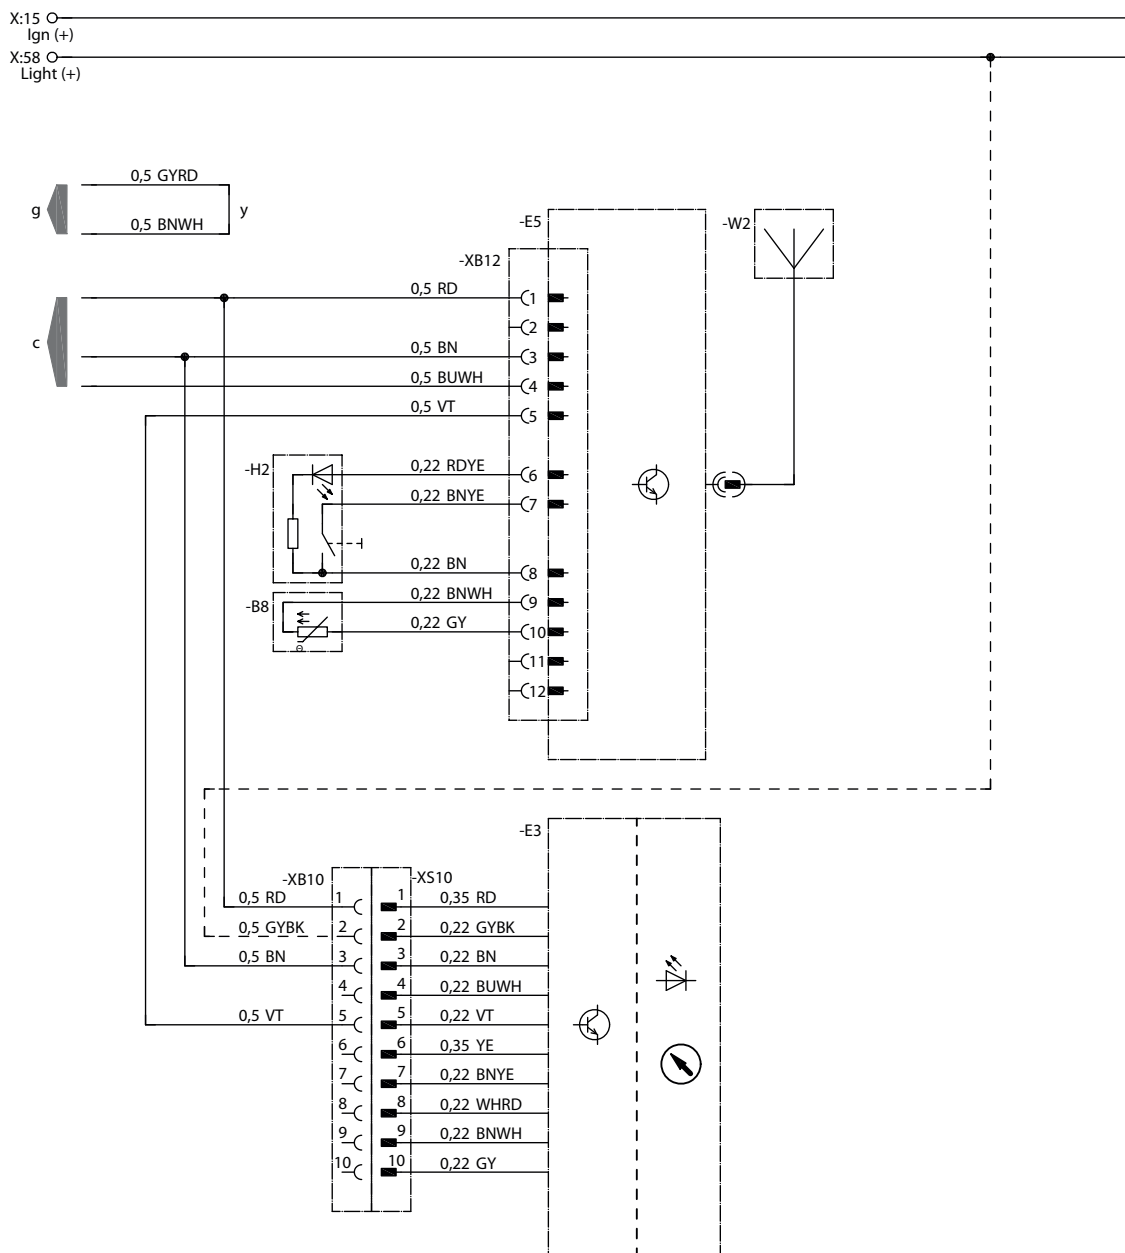 X:15
Ign (+)
X:58
Light (+)
0,5 GYRD
g
y
0,5 BNWH
-E5
-W2
-XB12
0,5 RD
1
2
c
0,5 BN
3
0,5 BUWH
4
0,5 VT
5
-H2
0,22 RDYE
6
0,22 BNYE
7
0,22 BN
8
-B8
0,22 BNWH
9
0,22 GY
10
Θ
11
12
-E3
-XB10
-XS10
0,5 RD
1
1
0,35 RD
0,5 GYBK
2
2
0,22 GYBK
0,5 BN
3
3
0,22 BN
4
4
0,22 BUWH
0,5 VT
5
5
0,22 VT
6
6
0,35 YE
7
7
0,22 BNYE
8
8
0,22 WHRD
9
9
0,22 BNWH
10
10
0,22 GY